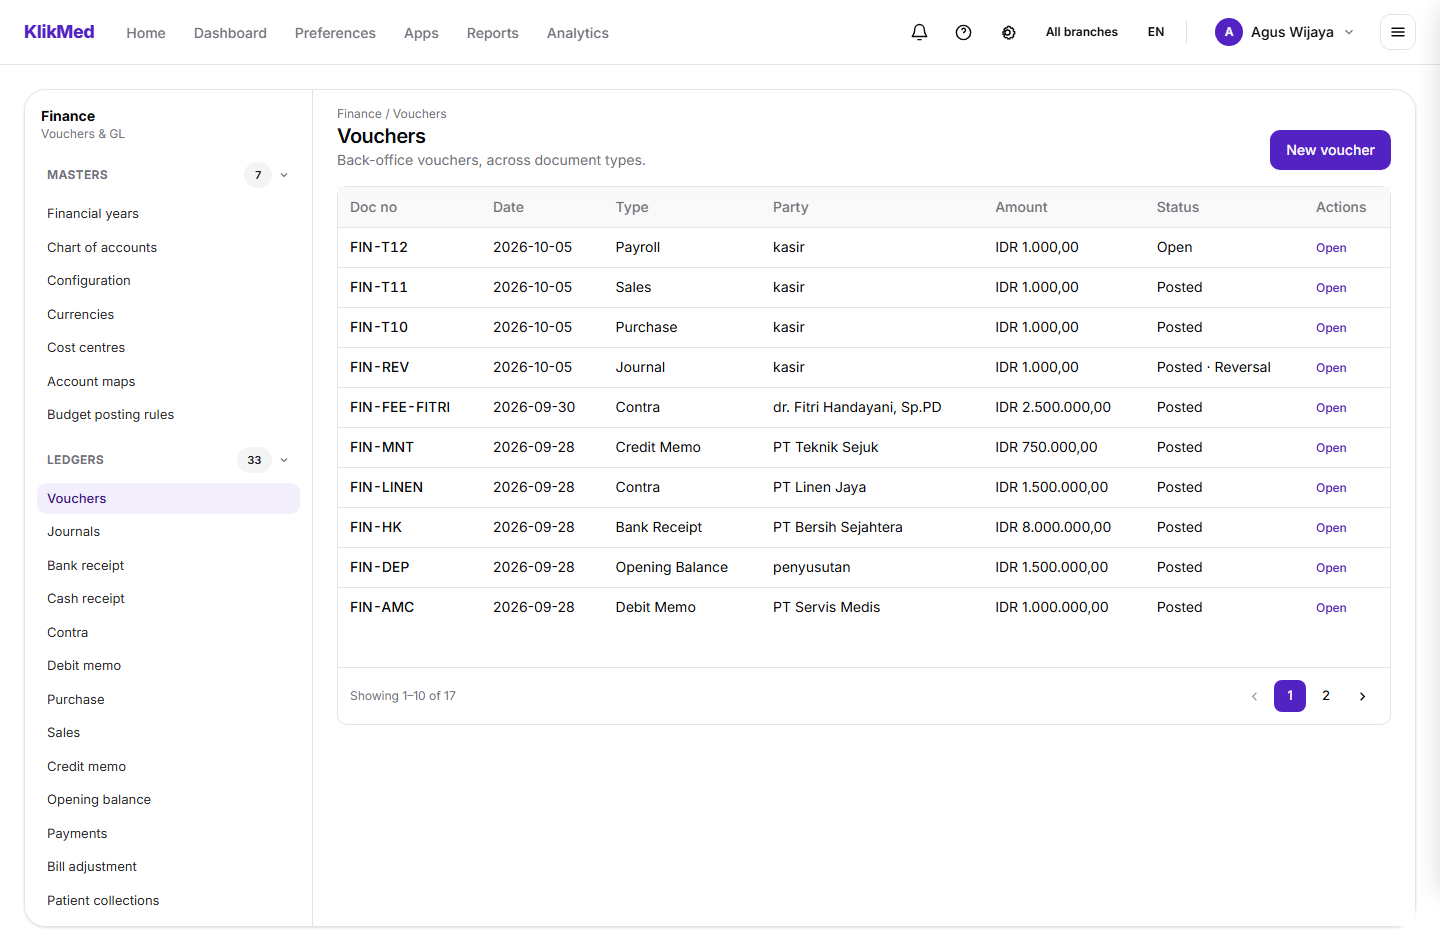 KlikMed Home Dashboard Preferences Apps Reports Analytics All branches EN A Agus Wijaya
Finance
Vouchers & GL
MASTERS 7
Financial years
Chart of accounts
Configuration
Currencies
Cost centres
Account maps
Budget posting rules
LEDGERS 33
Vouchers
Journals
Bank receipt
Cash receipt
Contra
Debit memo
Purchase
Sales
Credit memo
Opening balance
Payments
Bill adjustment
Patient collections
Finance / Vouchers
Vouchers
Back-office vouchers, across document types.
New voucher
Doc no Date Type Party Amount Status Actions
FIN-T12 2026-10-05 Payroll kasir IDR 1.000,00 Open Open
FIN-T11 2026-10-05 Sales kasir IDR 1.000,00 Posted Open
FIN-T10 2026-10-05 Purchase kasir IDR 1.000,00 Posted Open
FIN-REV 2026-10-05 Journal kasir IDR 1.000,00 Posted · Reversal Open
FIN-FEE-FITRI 2026-09-30 Contra dr. Fitri Handayani, Sp.PD IDR 2.500.000,00 Posted Open
FIN-MNT 2026-09-28 Credit Memo PT Teknik Sejuk IDR 750.000,00 Posted Open
FIN-LINEN 2026-09-28 Contra PT Linen Jaya IDR 1.500.000,00 Posted Open
FIN-HK 2026-09-28 Bank Receipt PT Bersih Sejahtera IDR 8.000.000,00 Posted Open
FIN-DEP 2026-09-28 Opening Balance penyusutan IDR 1.500.000,00 Posted Open
FIN-AMC 2026-09-28 Debit Memo PT Servis Medis IDR 1.000.000,00 Posted Open
Showing 1–10 of 17 ‹ 1 2 ›